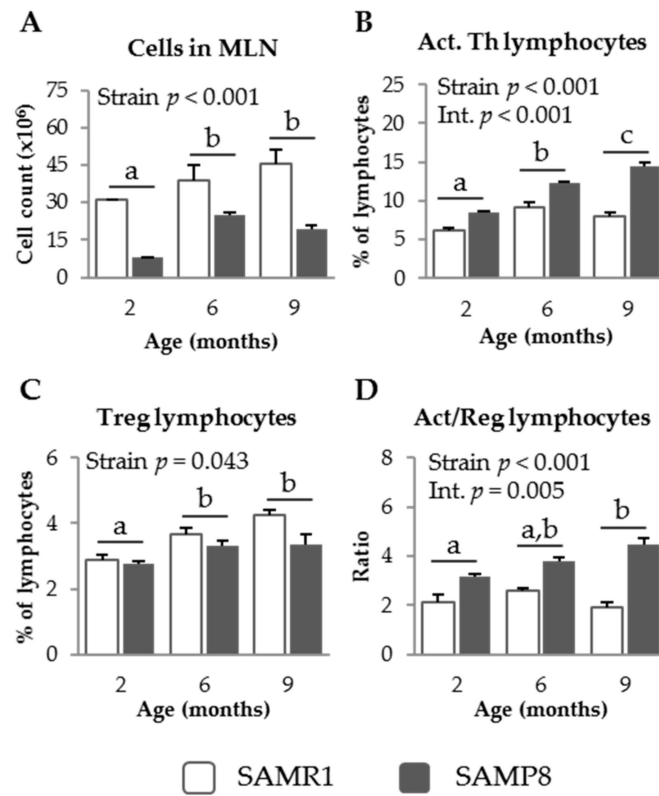 A
Cells in MLN
Strain p < 0.001
Cell count (x10⁶)
75
60
45
30
15
0
a
b
b
2 6 9
Age (months)
B
Act. Th lymphocytes
Strain p < 0.001
Int. p < 0.001
% of lymphocytes
25
20
15
10
5
0
a
b
c
2 6 9
Age (months)
C
Treg lymphocytes
Strain p = 0.043
% of lymphocytes
6
4
2
0
a
b
b
2 6 9
Age (months)
D
Act/Reg lymphocytes
Strain p < 0.001
Int. p = 0.005
Ratio
8
6
4
2
0
a
a,b
b
2 6 9
Age (months)
SAMR1 SAMP8